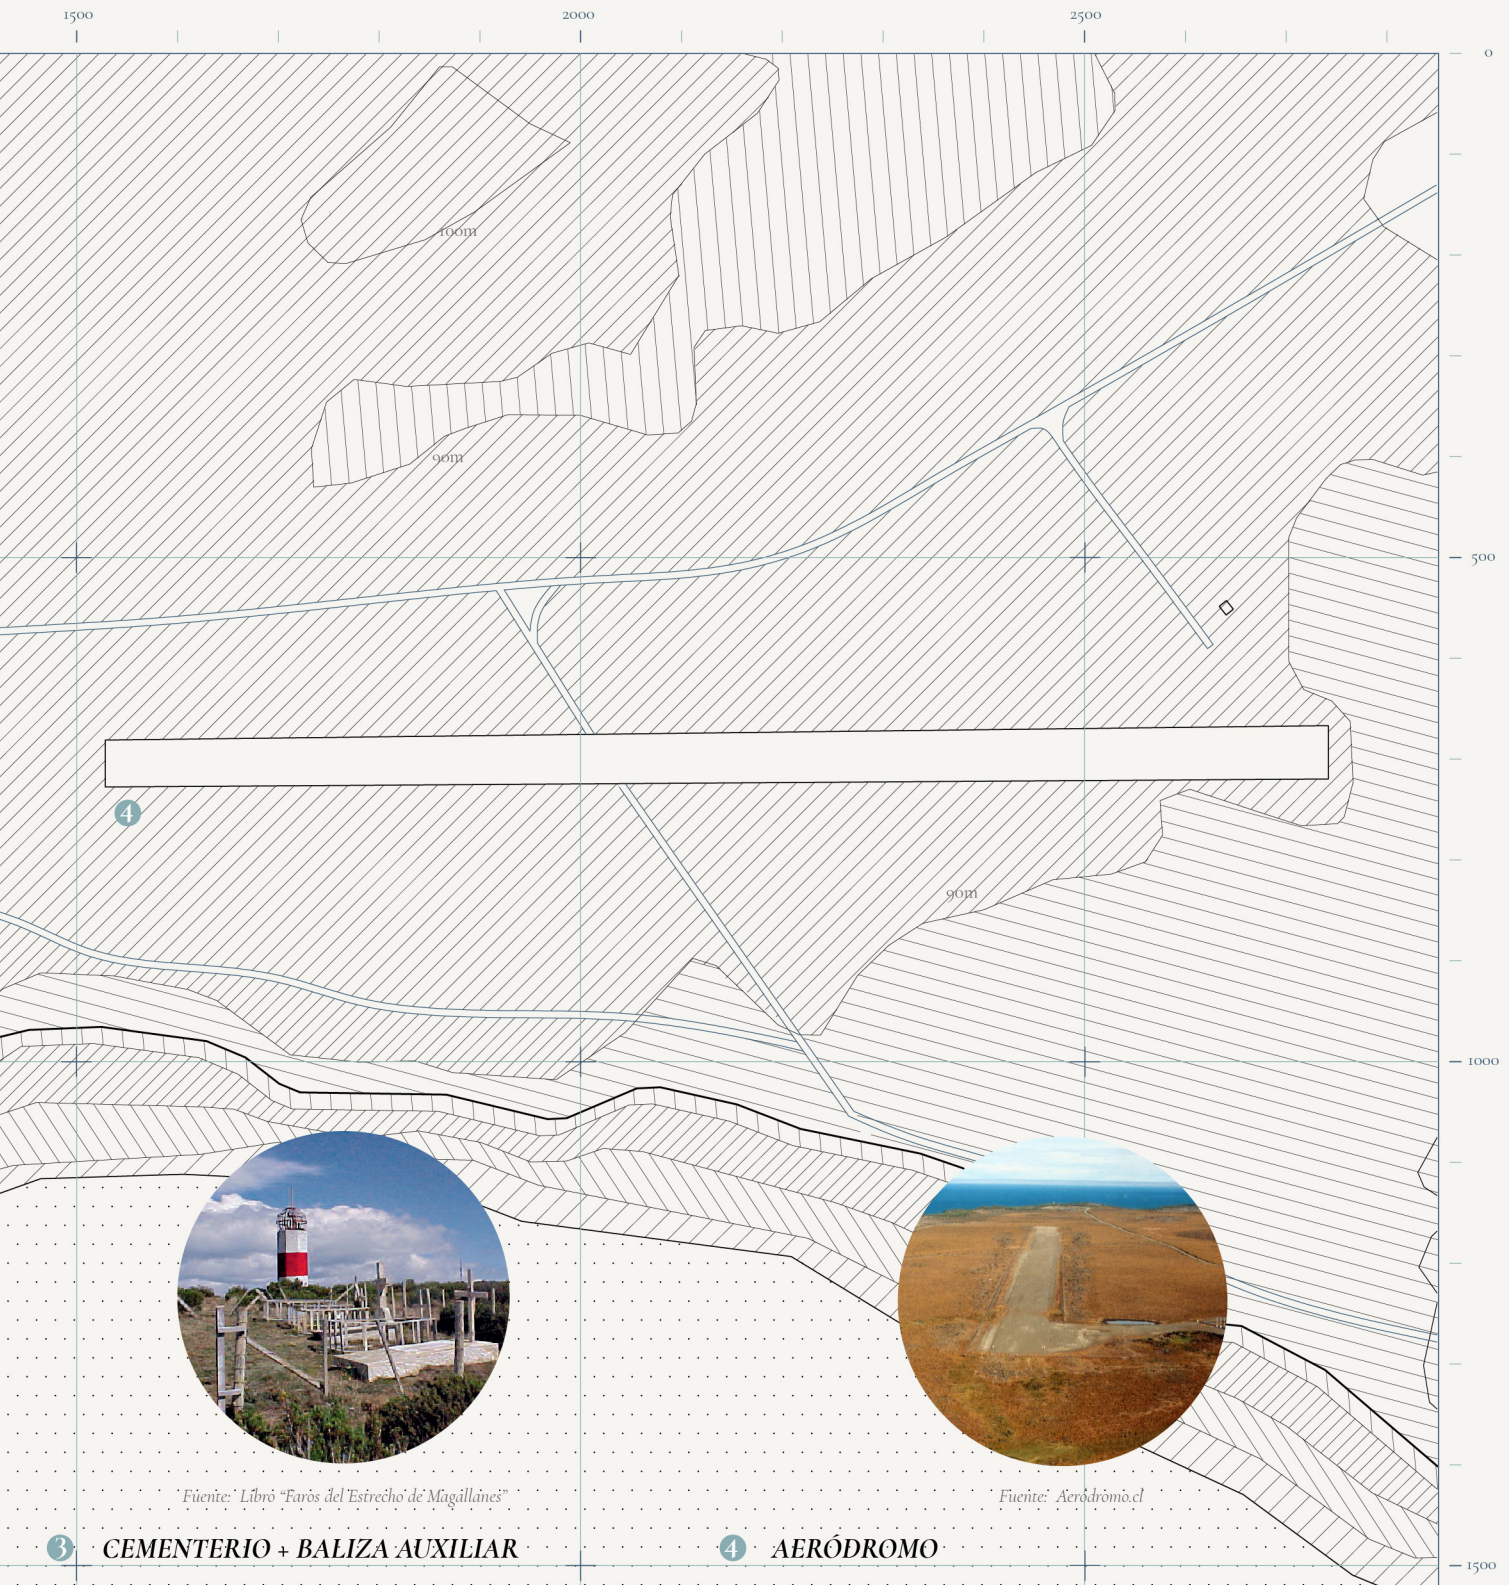 1500 2000 2500
0
100m
90m
500
4
90m
1000
Fuente: Libro “Faros del Estrecho de Magallanes”
Fuente: Aeródromo.cl
3 CEMENTERIO + BALIZA AUXILIAR
4 AERÓDROMO
1500